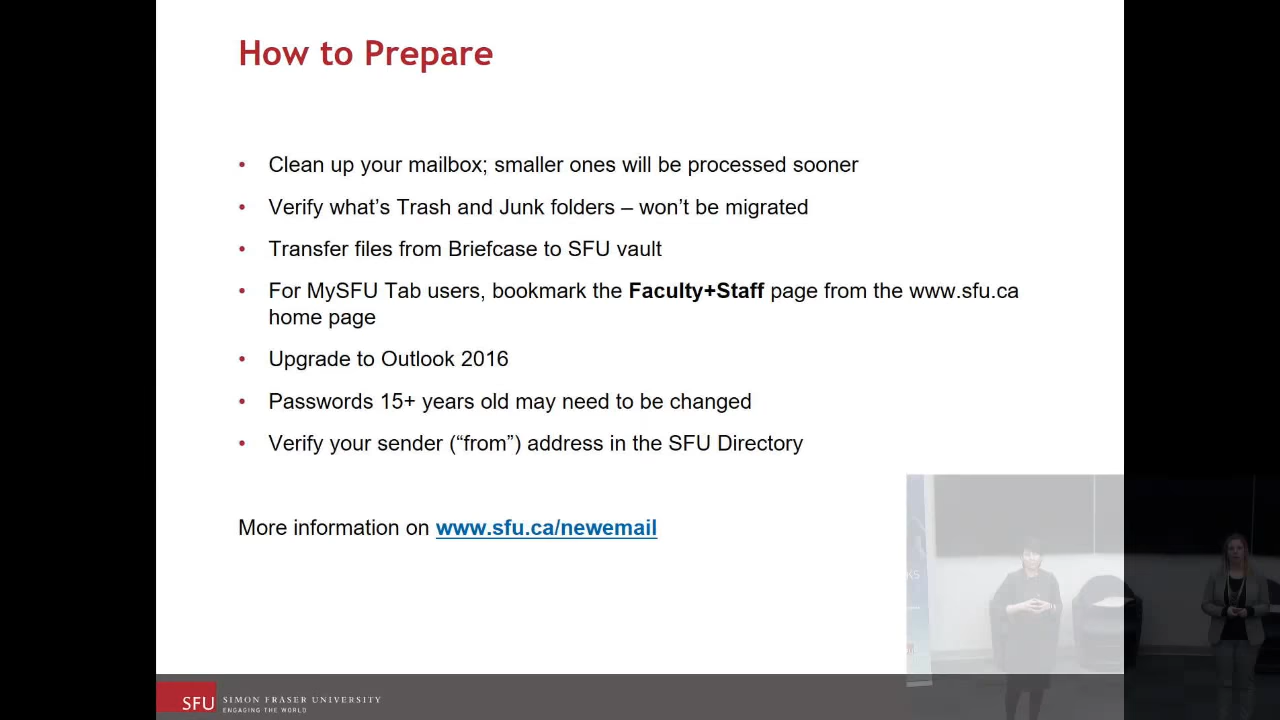 How to Prepare
• Clean up your mailbox; smaller ones will be processed sooner
• Verify what’s Trash and Junk folders – won’t be migrated
• Transfer files from Briefcase to SFU vault
• For MySFU Tab users, bookmark the Faculty+Staff page from the www.sfu.ca
home page
• Upgrade to Outlook 2016
• Passwords 15+ years old may need to be changed
• Verify your sender (“from”) address in the SFU Directory
More information on www.sfu.ca/newemail
SFU SIMON FRASER UNIVERSITY
ENGAGING THE WORLD